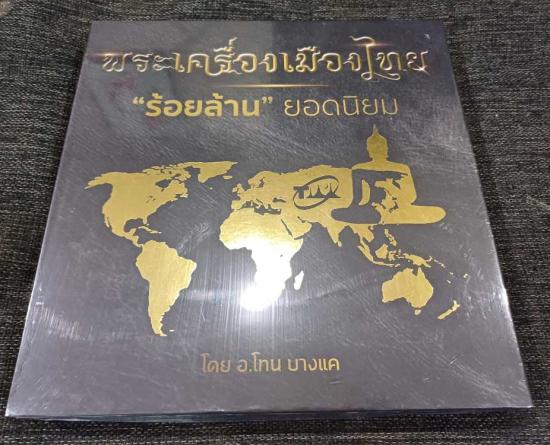 พระเครื่องเมืองไทย
“ร้อยล้าน” ยอดนิยม
โดย อ.โทน บางแค